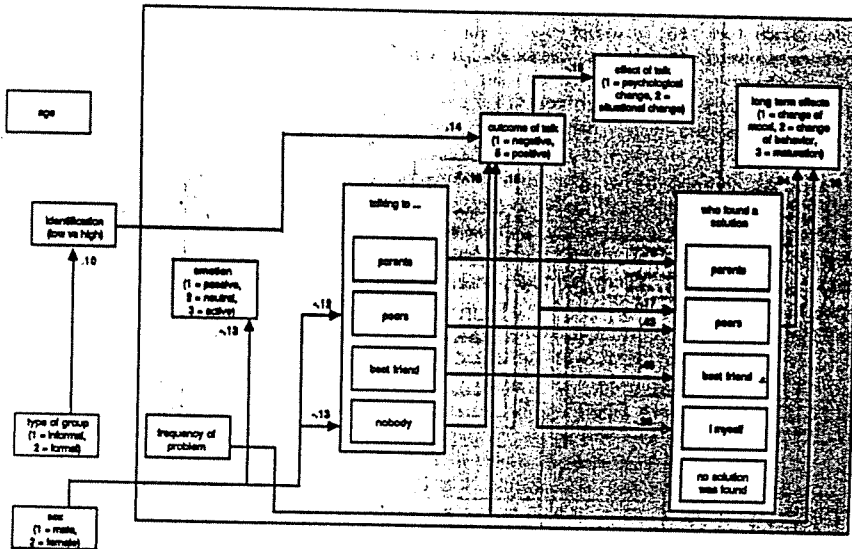 age
identification
(low vs high)
.10
type of group
(1 = informal,
2 = formal)
sex
(1 = male,
2 = female)
emotion
(1 = passive,
2 = neutral,
3 = active)
-.13
frequency of
problem
-.12
-.13
talking to ...
parents
peers
best friend
nobody
.14
outcome of talk
(1 = negative,
5 = positive)
effect of talk
(1 = psychological
change, 2 =
situational change)
long term effects
(1 = change of
mood, 2 = change
of behavior,
3 = maturation)
who found a
solution
parents
peers
best friend
I myself
no solution
was found